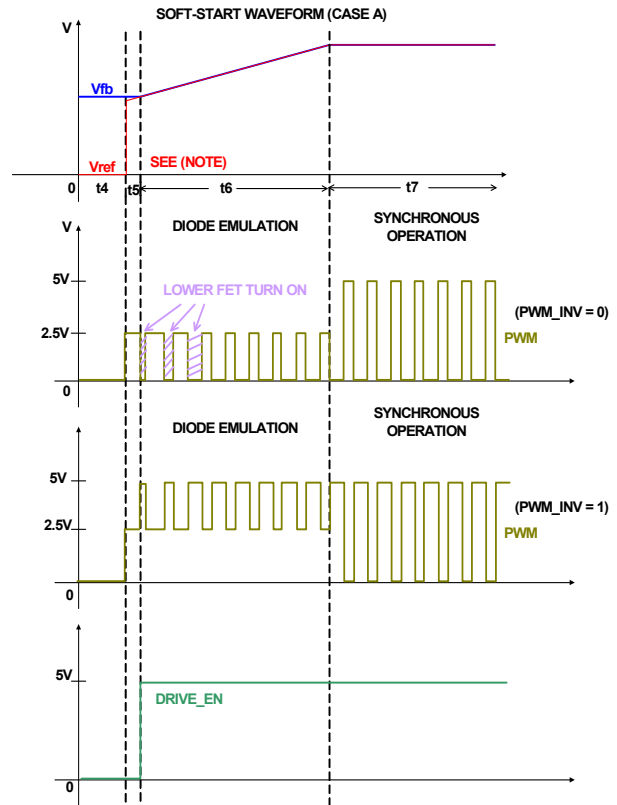 SOFT-START WAVEFORM (CASE A)
V
Vfb
Vref
SEE (NOTE)
0
t4
t5
t6
t7
V
DIODE EMULATION
SYNCHRONOUS
OPERATION
5V
LOWER FET TURN ON
(PWM_INV = 0)
2.5V
PWM
0
DIODE EMULATION
SYNCHRONOUS
OPERATION
5V
(PWM_INV = 1)
2.5V
PWM
0
5V
DRIVE_EN
0